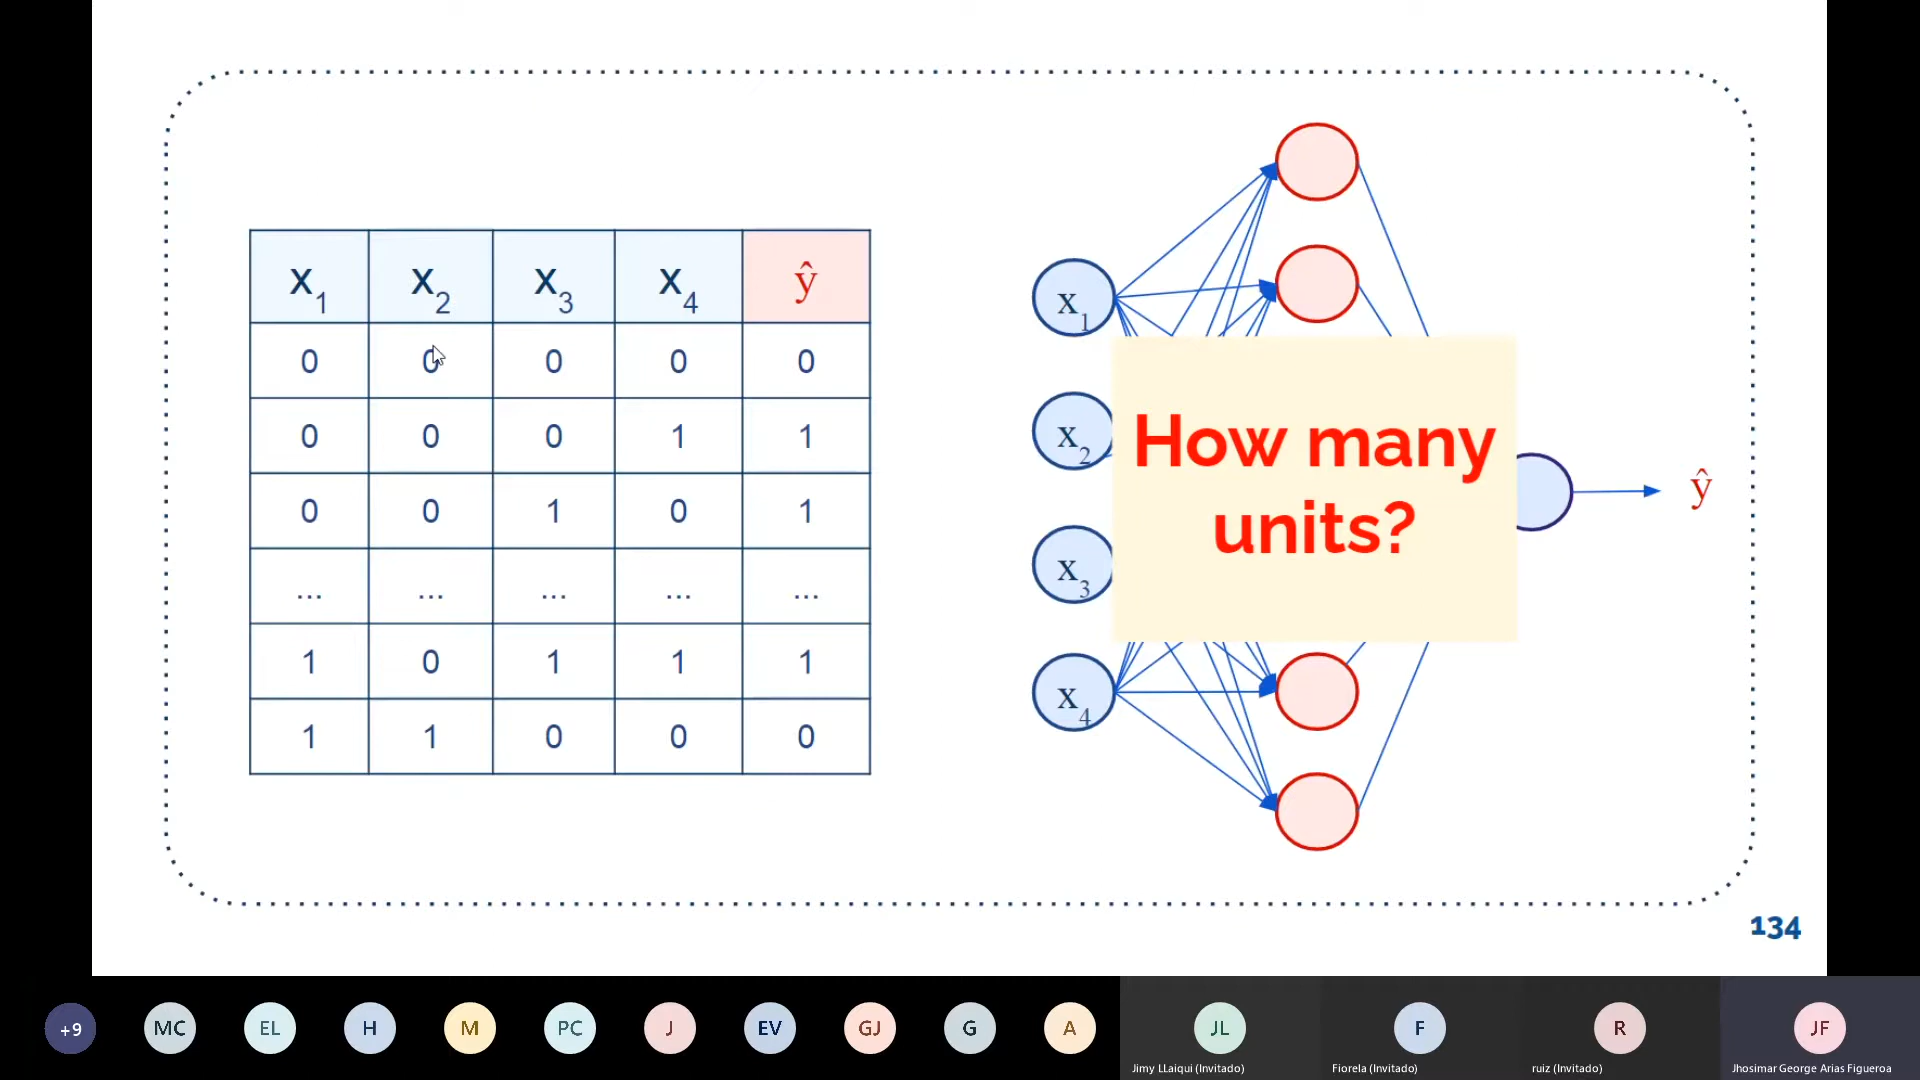 x1 x2 x3 x4 ŷ
0 0 0 0 0
0 0 0 1 1
0 0 1 0 1
... ... ... ... ...
1 0 1 1 1
1 1 0 0 0
x1
x2
x3
x4
How many
units?
ŷ
134
+9 MC EL H M PC J EV GJ G A JL F R JF
Jimy LLaiqui (Invitado) Fiorela (Invitado) ruiz (Invitado) Jhosimar George Arias Figueroa